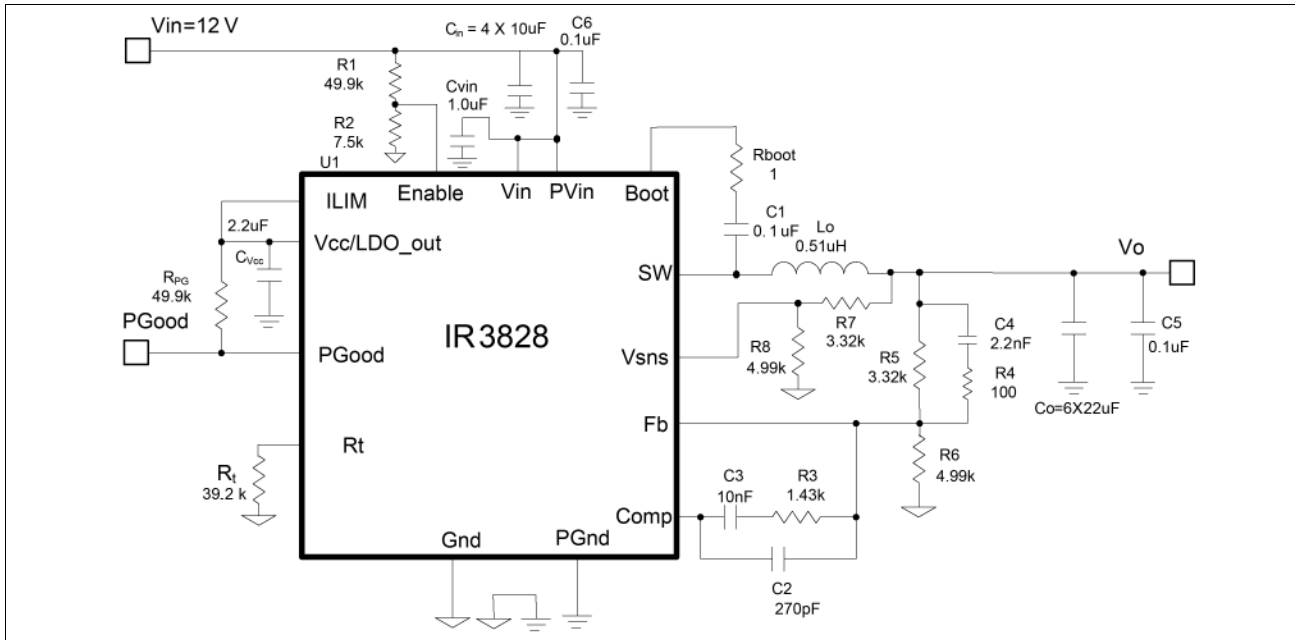 Vin=12 V
Cin = 4 X 10uF
C6
0.1uF
R1
49.9k
Cvin
1.0uF
R2
7.5k
U1
Rboot
1
Enable
Vin
PVin
Boot
ILIM
2.2uF
C1
0.1uF
Lo
0.51uH
Vcc/LDO_out
CVcc
Vo
SW
RPG
49.9k
PGood
R7
3.32k
C4
2.2nF
C5
0.1uF
IR3828
PGood
Vsns
R8
4.99k
R5
3.32k
R4
100
Co=6X22uF
Fb
Rt
Rt
39.2 k
R6
4.99k
C3
10nF
R3
1.43k
Comp
Gnd
PGnd
C2
270pF